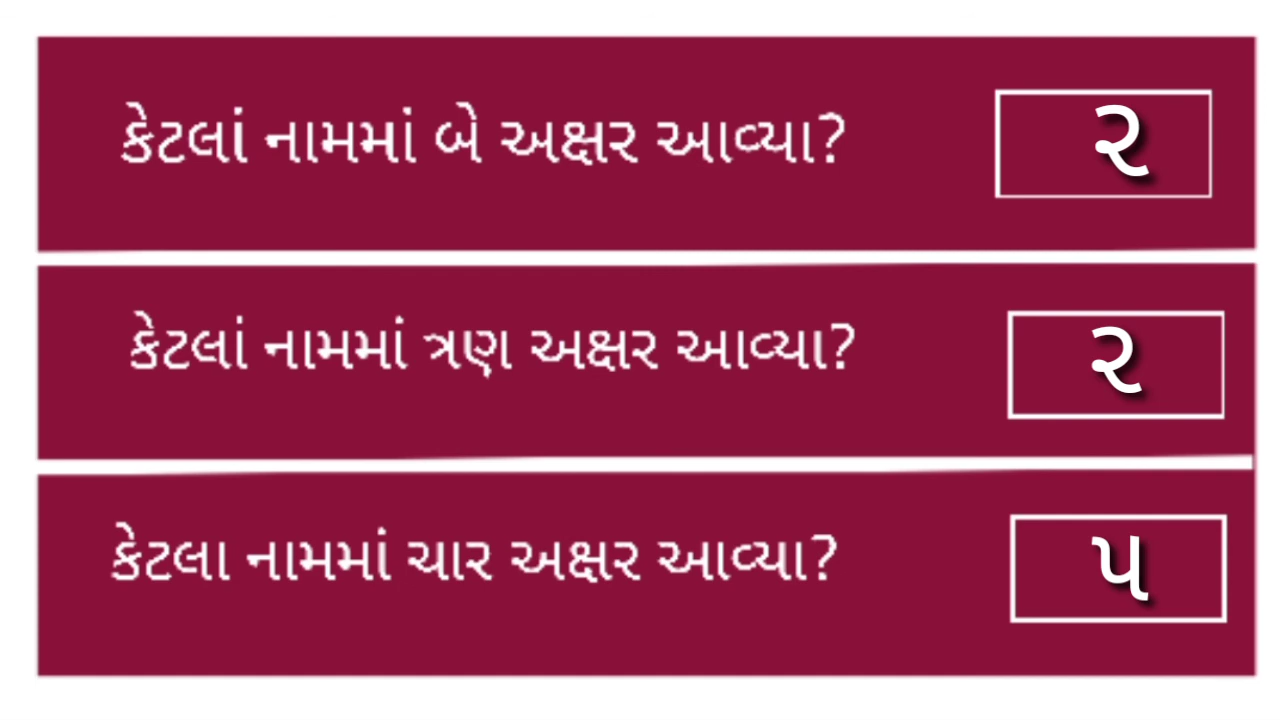 કેટલાં નામમાં બે અક્ષર આવ્યા? ૨
કેટલાં નામમાં ત્રણ અક્ષર આવ્યા? ૨
કેટલા નામમાં ચાર અક્ષર આવ્યા? ૫